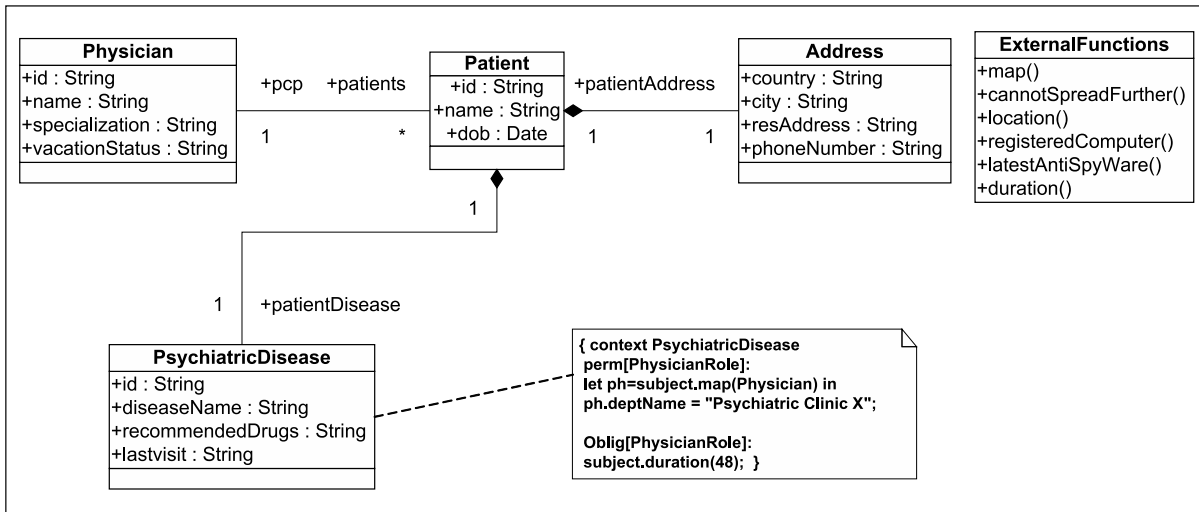 Physician
+id : String
+name : String
+specialization : String
+vacationStatus : String
+pcp
+patients
1
*
Patient
+id : String
+name : String
+dob : Date
+patientAddress
1
1
Address
+country : String
+city : String
+resAddress : String
+phoneNumber : String
ExternalFunctions
+map()
+cannotSpreadFurther()
+location()
+registeredComputer()
+latestAntiSpyWare()
+duration()
1
1
+patientDisease
PsychiatricDisease
+id : String
+diseaseName : String
+recommendedDrugs : String
+lastvisit : String
{ context PsychiatricDisease
perm[PhysicianRole]:
let ph=subject.map(Physician) in
ph.deptName = "Psychiatric Clinic X";
Oblig[PhysicianRole]:
subject.duration(48); }